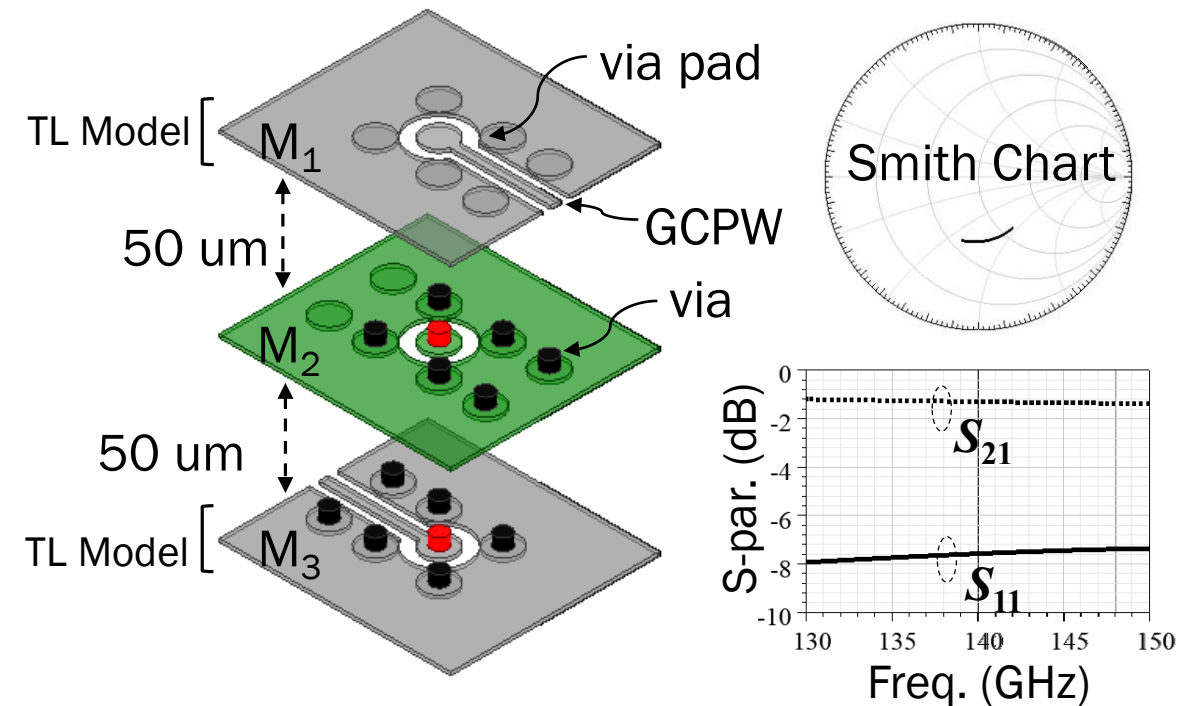 via pad
TL Model
M1
GCPW
50 um
Smith Chart
via
M2
50 um
TL Model
M3
0
-2
-4
-6
-8
-10
S-par. (dB)
S21
S11
130
135
140
145
150
Freq. (GHz)